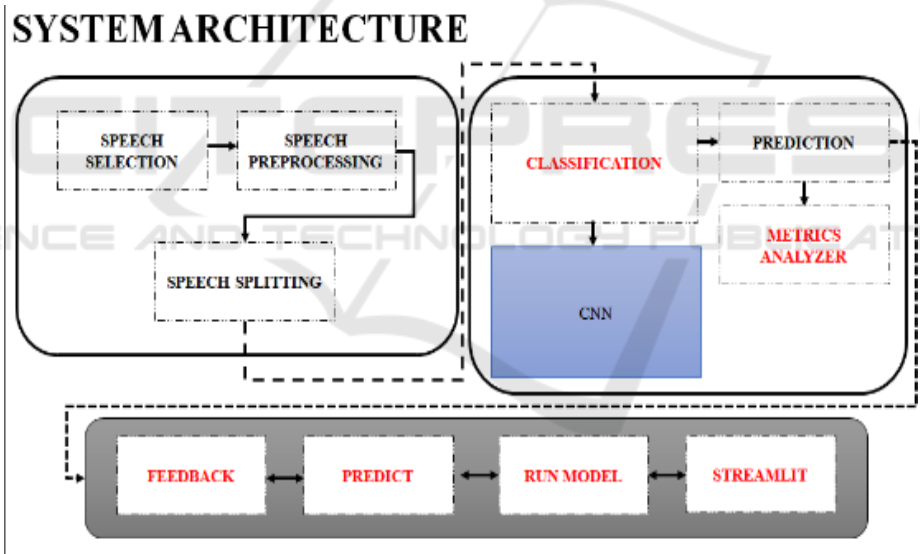 SYSTEM ARCHITECTURE
SPEECH
SELECTION
SPEECH
PREPROCESSING
SPEECH SPLITTING
CLASSIFICATION
PREDICTION
METRICS
ANALYZER
CNN
FEEDBACK
PREDICT
RUN MODEL
STREAMLIT